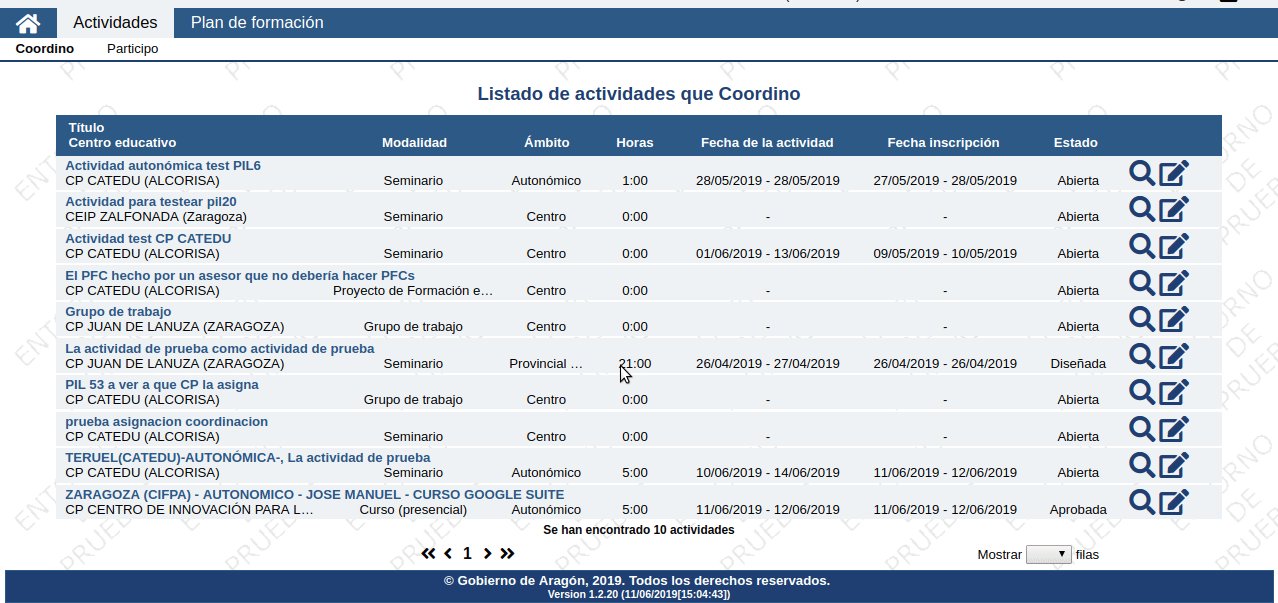 Actividades Plan de formación
Coordino Participo
Listado de actividades que Coordino
Título
Centro educativo Modalidad Ámbito Horas Fecha de la actividad Fecha inscripción Estado
Actividad autonómica test PIL6
CP CATEDU (ALCORISA) Seminario Autonómico 1:00 28/05/2019 - 28/05/2019 27/05/2019 - 28/05/2019 Abierta
Actividad para testear pil20
CEIP ZALFONADA (Zaragoza) Seminario Centro 0:00 - - Abierta
Actividad test CP CATEDU
CP CATEDU (ALCORISA) Seminario Centro 0:00 01/06/2019 - 13/06/2019 09/05/2019 - 10/05/2019 Abierta
El PFC hecho por un asesor que no debería hacer PFCs
CP CATEDU (ALCORISA) Proyecto de Formación e… Centro 0:00 - - Abierta
Grupo de trabajo
CP JUAN DE LANUZA (ZARAGOZA) Grupo de trabajo Centro 0:00 - - Abierta
La actividad de prueba como actividad de prueba
CP JUAN DE LANUZA (ZARAGOZA) Seminario Provincial … 21:00 26/04/2019 - 27/04/2019 26/04/2019 - 26/04/2019 Diseñada
PIL 53 a ver a que CP la asigna
CP CATEDU (ALCORISA) Grupo de trabajo Centro 0:00 - - Abierta
prueba asignacion coordinacion
CP CATEDU (ALCORISA) Seminario Centro 0:00 - - Abierta
TERUEL(CATEDU)-AUTONÓMICA-, La actividad de prueba
CP CATEDU (ALCORISA) Seminario Autonómico 5:00 10/06/2019 - 14/06/2019 11/06/2019 - 12/06/2019 Abierta
ZARAGOZA (CIFPA) - AUTONOMICO - JOSE MANUEL - CURSO GOOGLE SUITE
CP CENTRO DE INNOVACIÓN PARA L… Curso (presencial) Autonómico 5:00 11/06/2019 - 12/06/2019 11/06/2019 - 12/06/2019 Aprobada
Se han encontrado 10 actividades
1 Mostrar filas
© Gobierno de Aragón, 2019. Todos los derechos reservados.
Version 1.2.20 (11/06/2019[15:04:43])